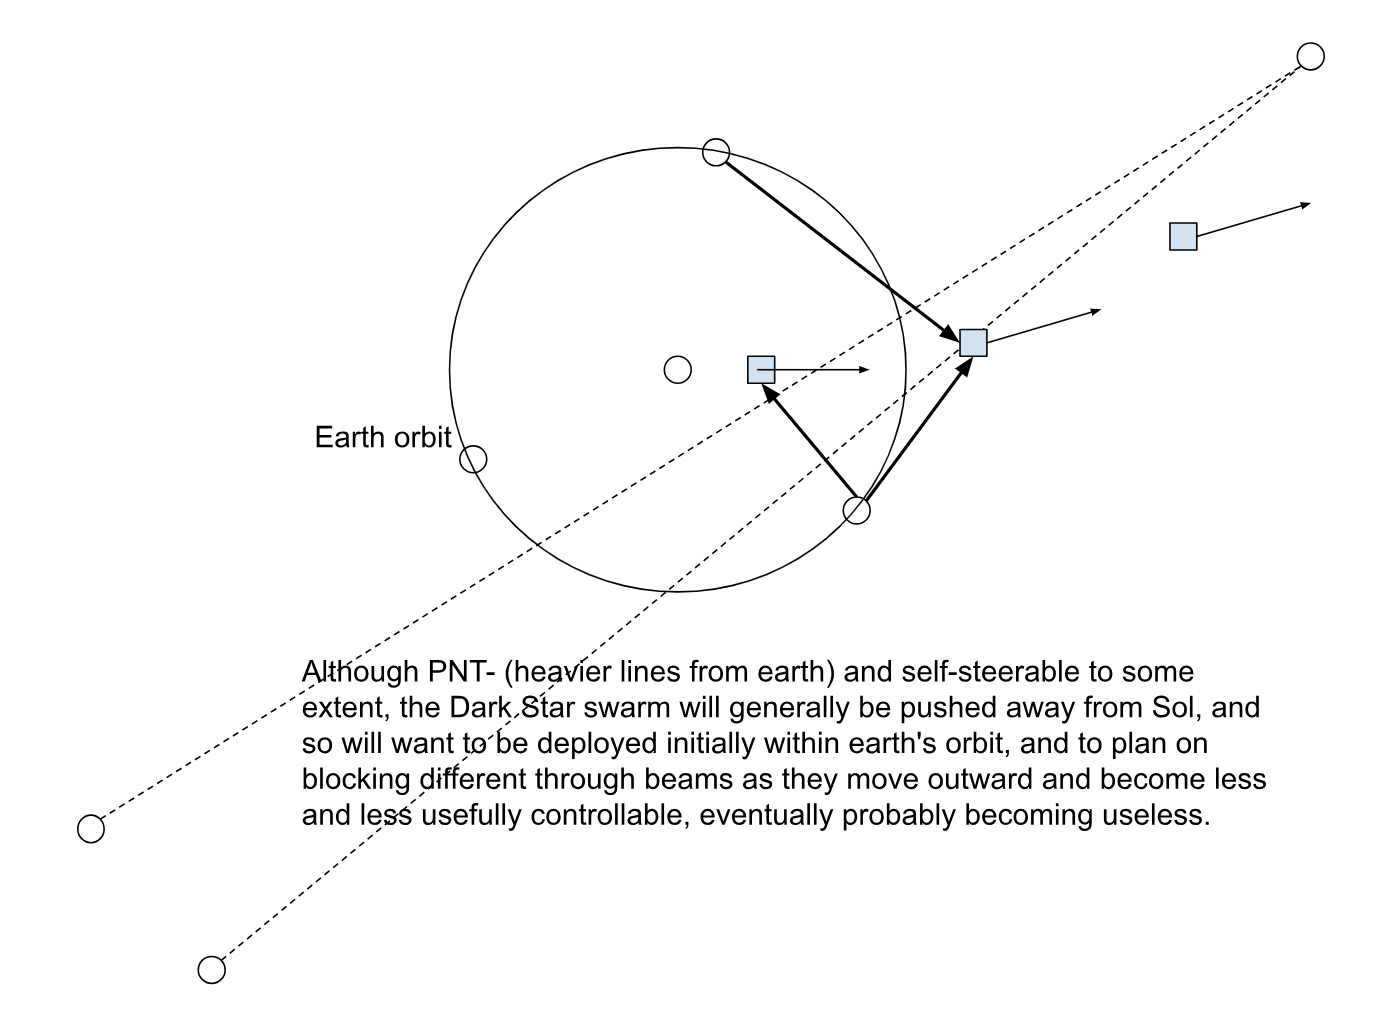 Earth orbit
Although PNT- (heavier lines from earth) and self-steerable to some
extent, the Dark Star swarm will generally be pushed away from Sol, and
so will want to be deployed initially within earth's orbit, and to plan on
blocking different through beams as they move outward and become less
and less usefully controllable, eventually probably becoming useless.